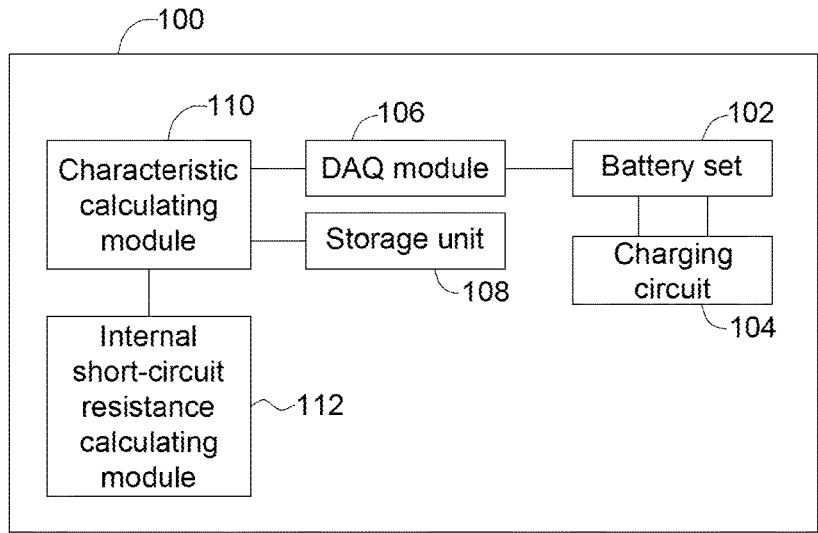 100
110
106
102
Characteristic
calculating
module
DAQ module
Battery set
Storage unit
108
Charging
circuit
104
Internal
short-circuit
resistance
calculating
module
112